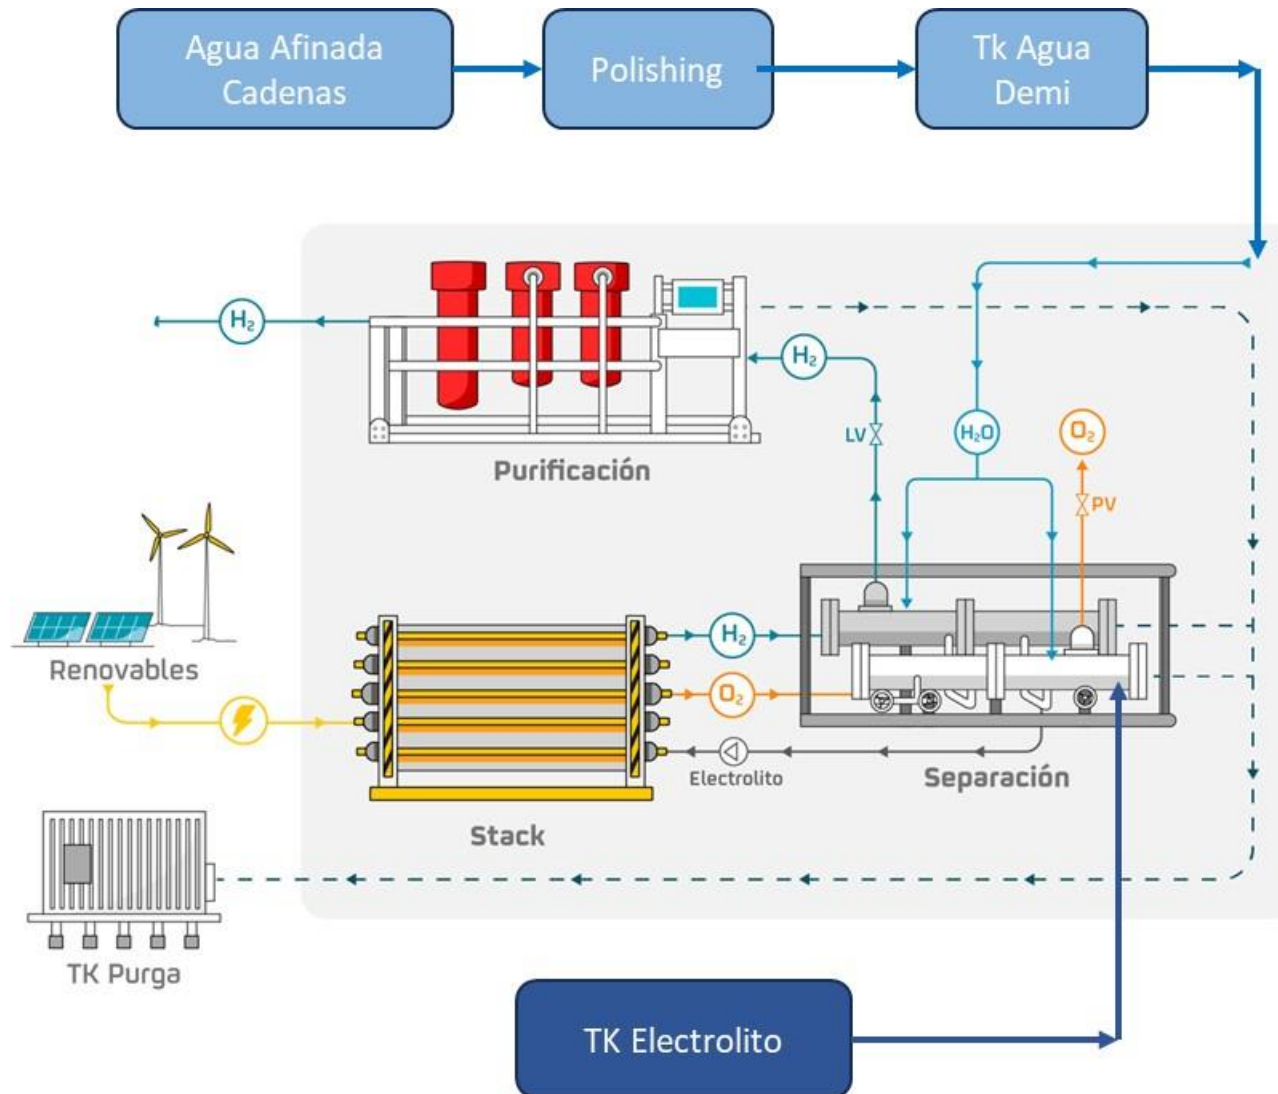 Agua Afinada
Cadenas
Polishing
Tk Agua
Demi
H₂
H₂
LV
H₂O
O₂
PV
Purificación
Renovables
H₂
O₂
Electrolito
Separación
Stack
TK Purga
TK Electrolito